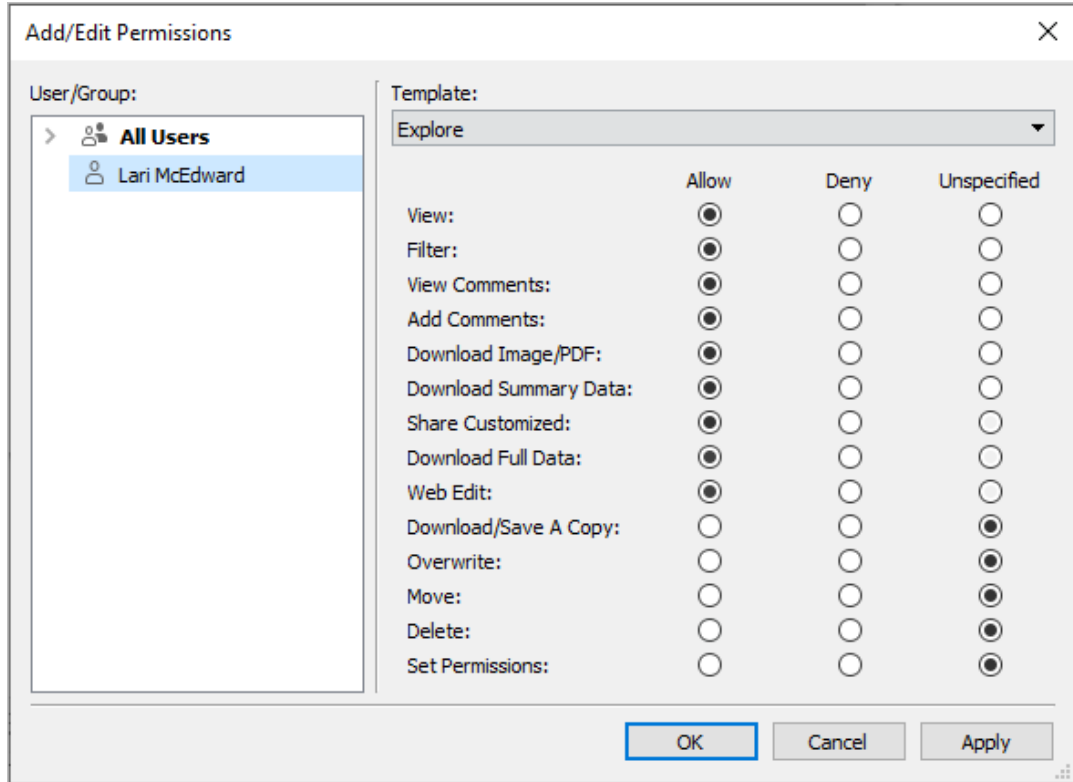 Add/Edit Permissions
User/Group:
All Users
Lari McEdward
Template:
Explore
Allow Deny Unspecified
View:
Filter:
View Comments:
Add Comments:
Download Image/PDF:
Download Summary Data:
Share Customized:
Download Full Data:
Web Edit:
Download/Save A Copy:
Overwrite:
Move:
Delete:
Set Permissions:
OK Cancel Apply